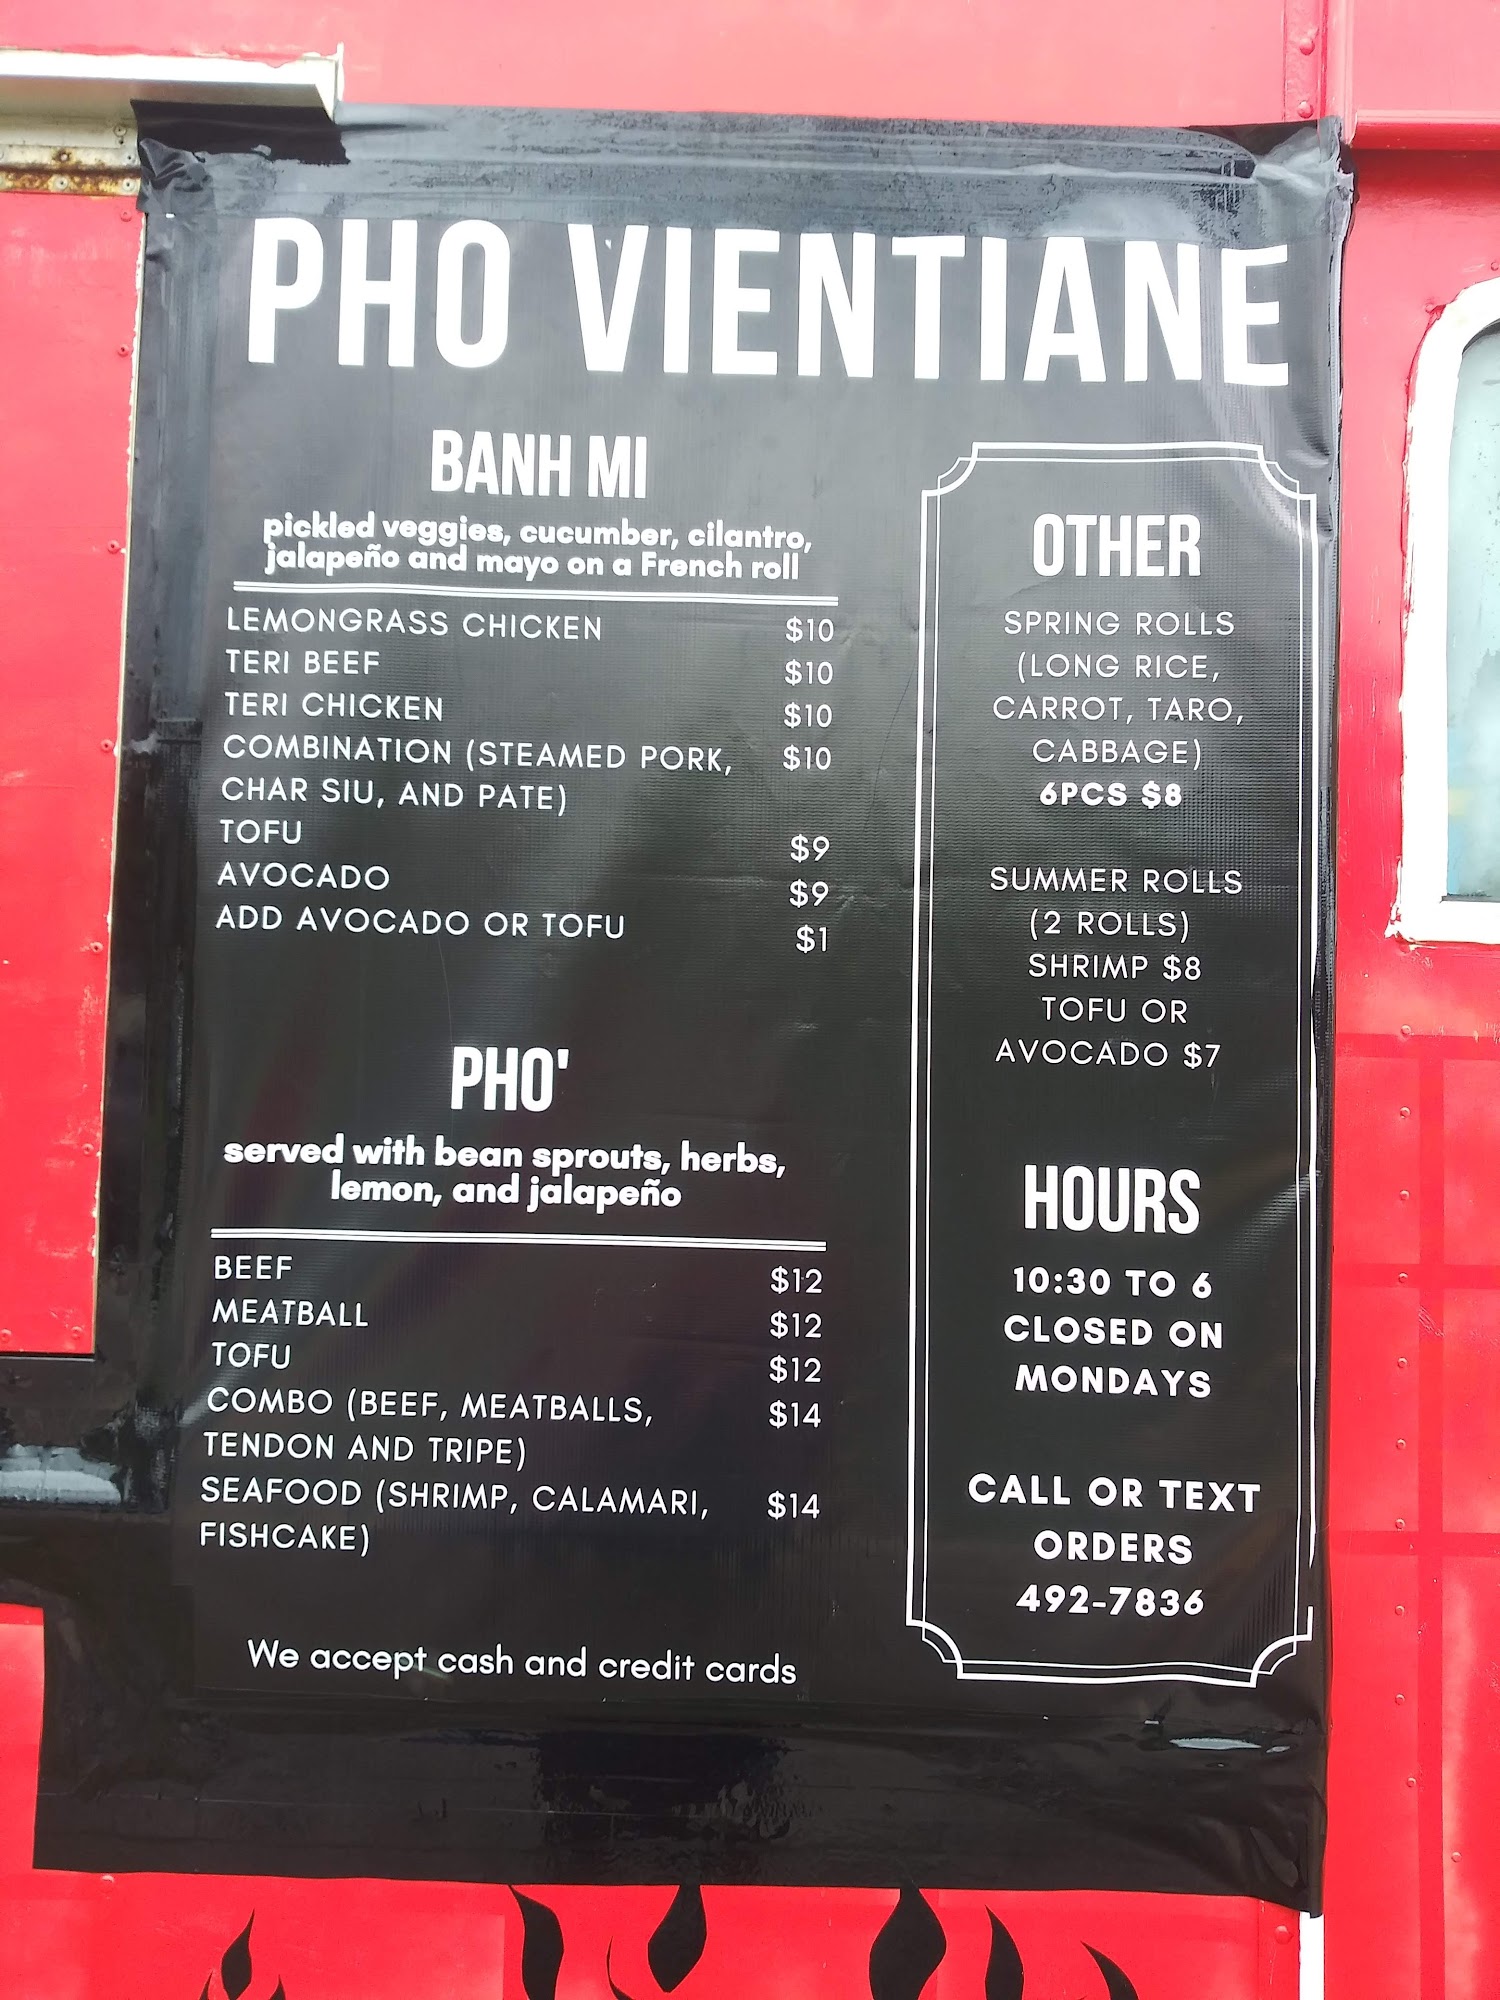 PHO VIENTIANE
BANH MI
pickled veggies, cucumber, cilantro,
jalapeño and mayo on a French roll
LEMONGRASS CHICKEN $10
TERI BEEF $10
TERI CHICKEN $10
COMBINATION (STEAMED PORK, $10
CHAR SIU, AND PATE)
TOFU $9
AVOCADO $9
ADD AVOCADO OR TOFU $1
PHO'
served with bean sprouts, herbs,
lemon, and jalapeño
BEEF $12
MEATBALL $12
TOFU $12
COMBO (BEEF, MEATBALLS, $14
TENDON AND TRIPE)
SEAFOOD (SHRIMP, CALAMARI, $14
FISHCAKE)
We accept cash and credit cards
OTHER
SPRING ROLLS
(LONG RICE,
CARROT, TARO,
CABBAGE)
6PCS $8
SUMMER ROLLS
(2 ROLLS)
SHRIMP $8
TOFU OR
AVOCADO $7
HOURS
10:30 TO 6
CLOSED ON
MONDAYS
CALL OR TEXT
ORDERS
492-7836